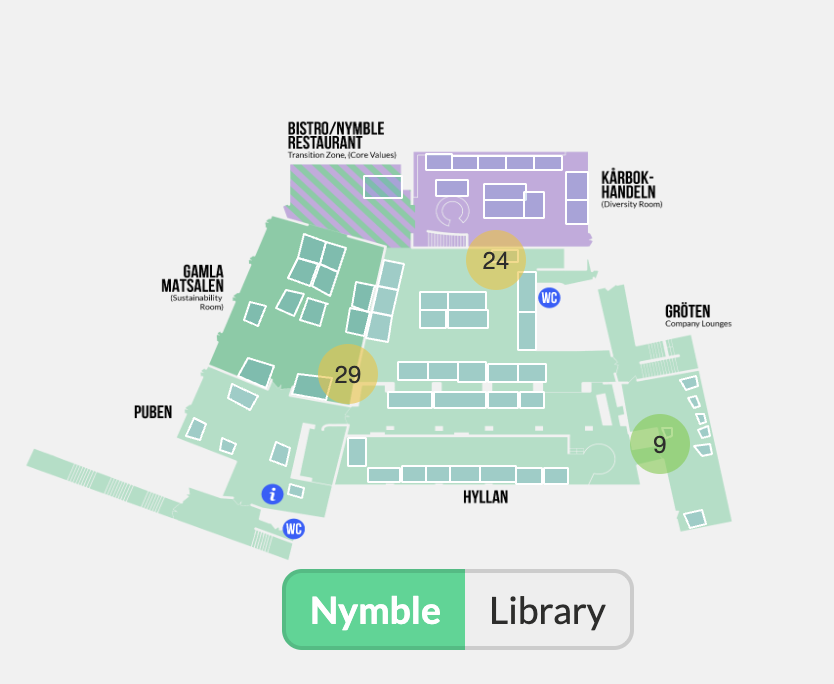 BISTRO/NYMBLE
RESTAURANT
Transition Zone, (Core Values)
KÅRBOK-
HANDELN
(Diversity Room)
GAMLA
MATSALEN
(Sustainability
Room)
24
WC
GRÖTEN
Company Lounges
29
PUBEN
9
i
HYLLAN
WC
Nymble
Library